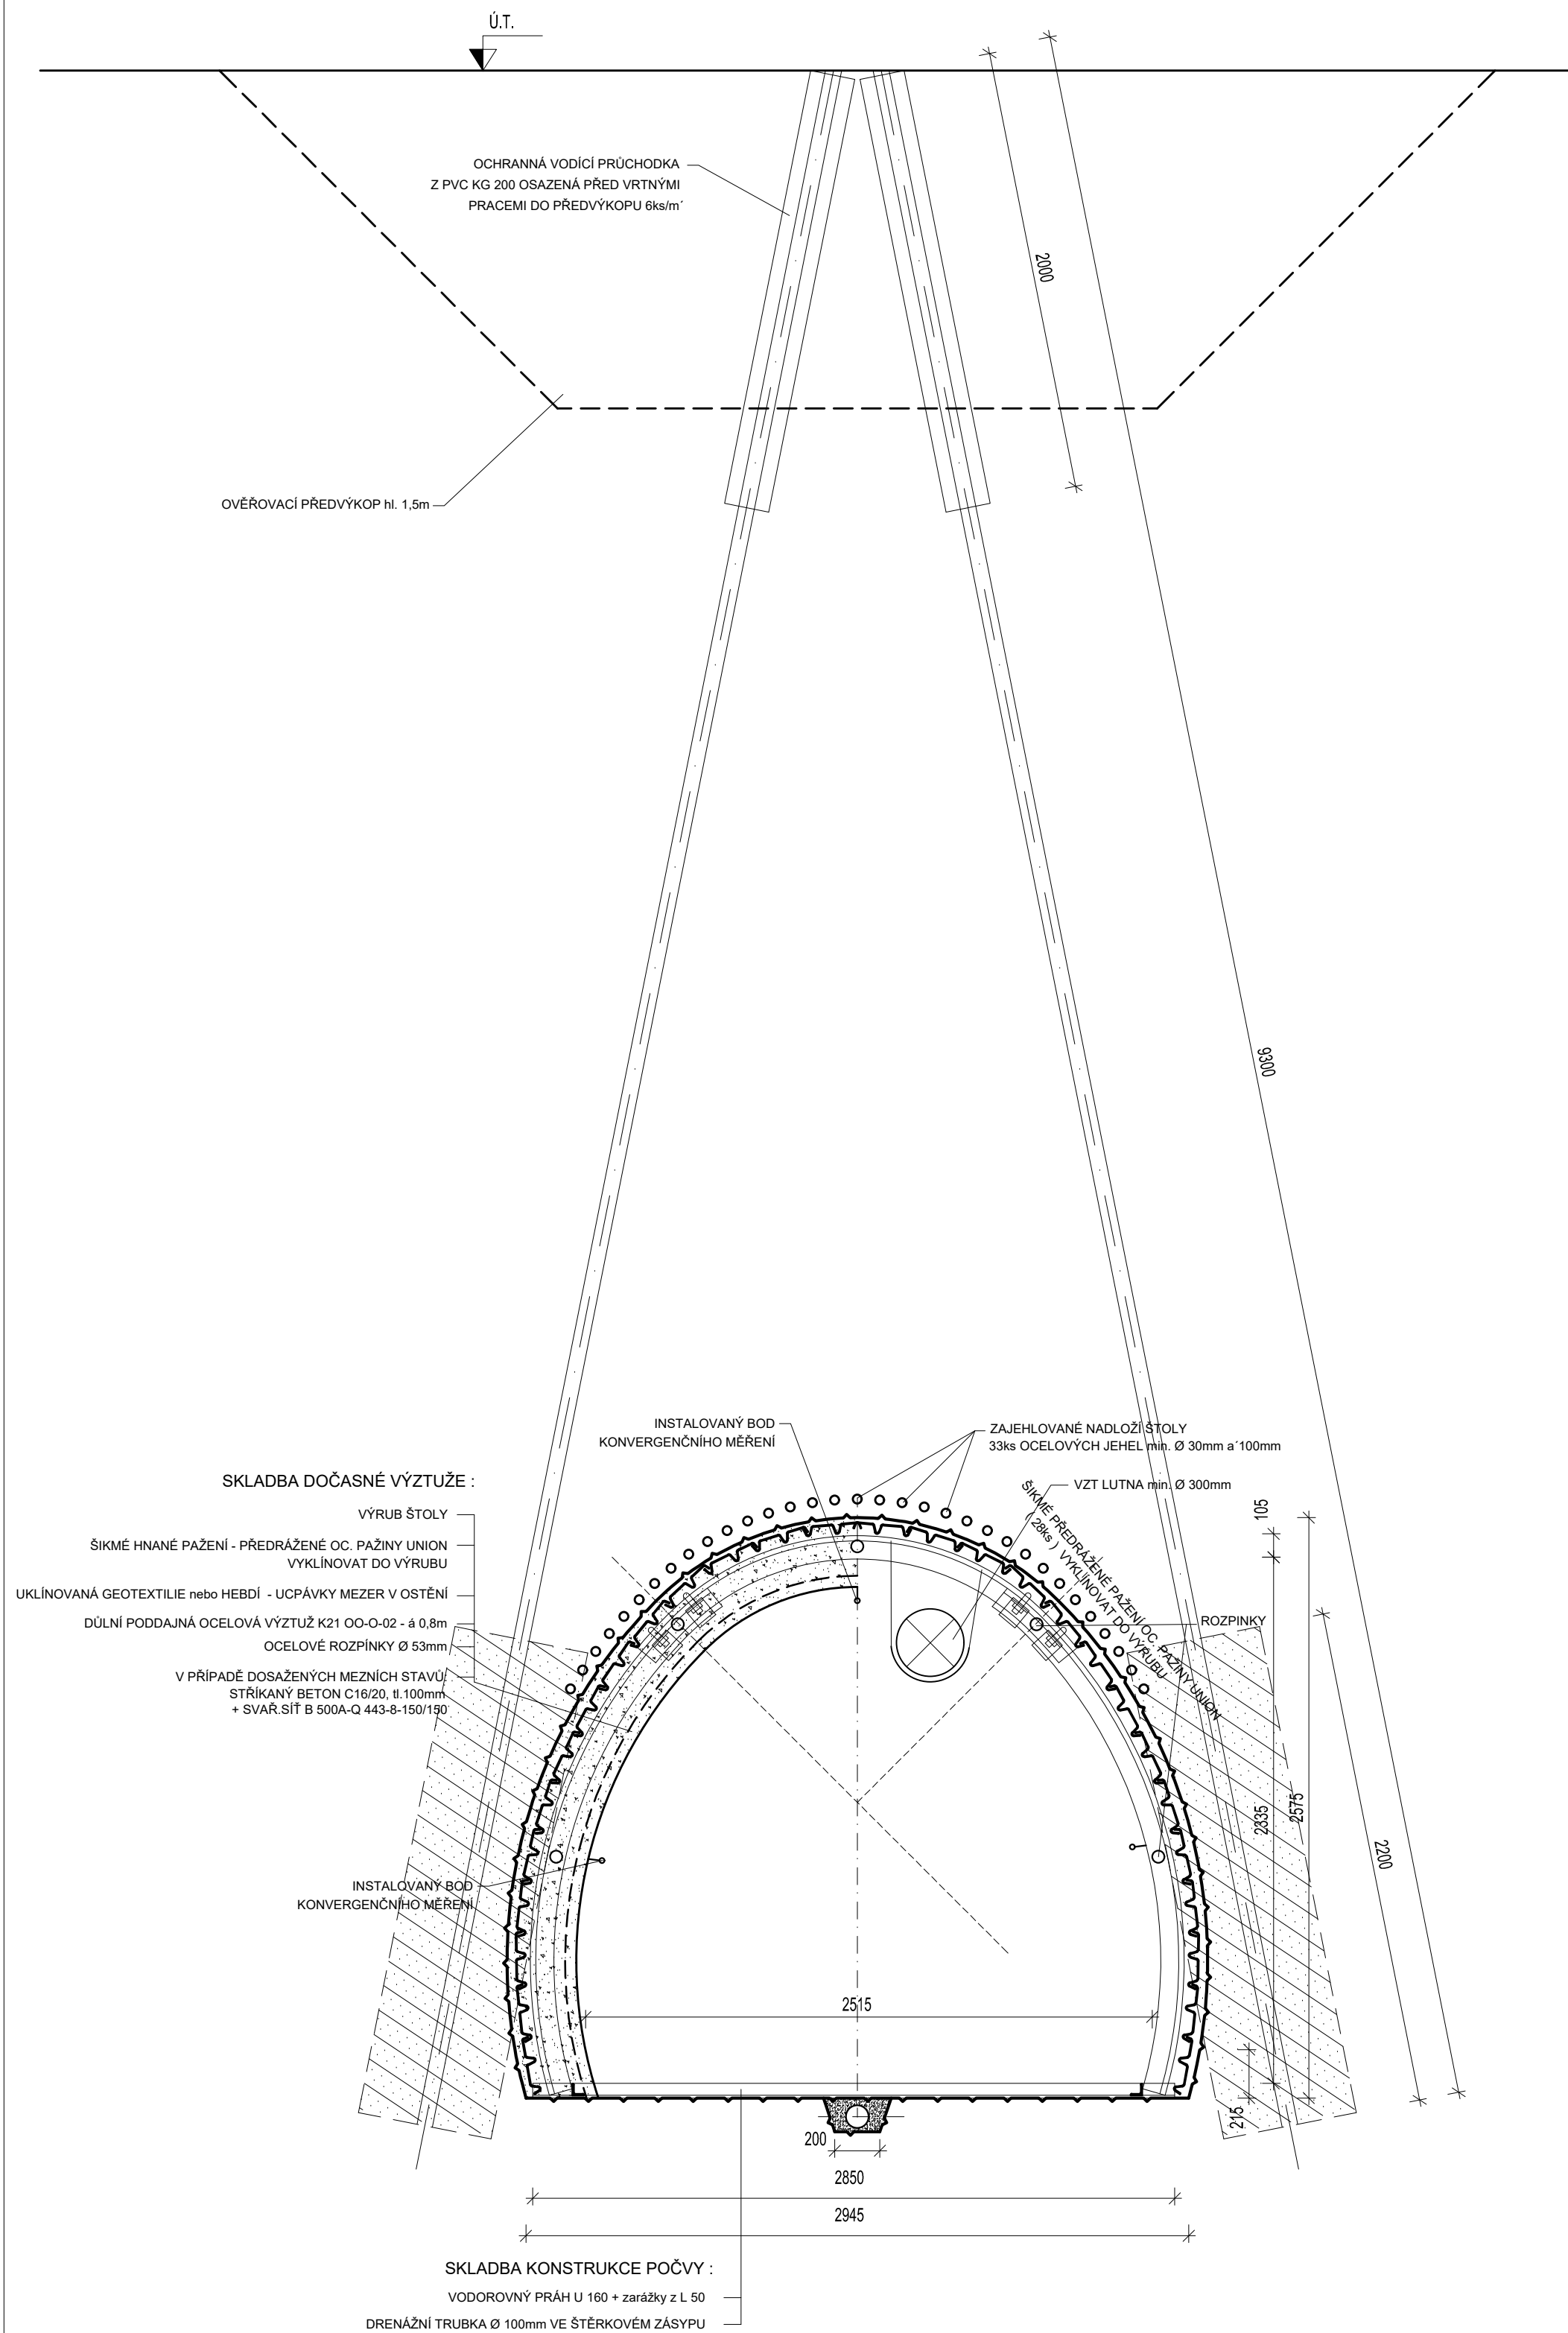 Ú.T.
OCHRANNÁ VODÍCÍ PRŮCHODKA
Z PVC KG 200 OSAZENÁ PŘED VRTNÝMI
PRACEMI DO PŘEDVÝKOPU 6ks/m´
2000
OVĚŘOVACÍ PŘEDVÝKOP hl. 1,5m
9300
INSTALOVANÝ BOD
KONVERGENČNÍHO MĚŘENÍ
ZAJEHLOVANÉ NADLOŽÍ ŠTOLY
33ks OCELOVÝCH JEHEL min. Ø 30mm a´100mm
VZT LUTNA min. Ø 300mm
ŠIKMÉ PŘEDRÁŽENÉ PAŽENÍ OC. PAŽINY UNION
( 28ks ) VYKLÍNOVAT DO VÝRUBU
ROZPINKY
105
SKLADBA DOČASNÉ VÝZTUŽE :
VÝRUB ŠTOLY
ŠIKMÉ HNANÉ PAŽENÍ - PŘEDRÁŽENÉ OC. PAŽINY UNION
VYKLÍNOVAT DO VÝRUBU
UKLÍNOVANÁ GEOTEXTILIE nebo HEBDÍ - UCPÁVKY MEZER V OSTĚNÍ
DŮLNÍ PODDAJNÁ OCELOVÁ VÝZTUŽ K21 OO-O-02 - á 0,8m
OCELOVÉ ROZPÍNKY Ø 53mm
V PŘÍPADĚ DOSAŽENÝCH MEZNÍCH STAVŮ
STŘÍKANÝ BETON C16/20, tl.100mm
+ SVAŘ.SÍŤ B 500A-Q 443-8-150/150
2335
2575
2200
INSTALOVANÝ BOD
KONVERGENČNÍHO MĚŘENÍ
2515
215
200
2850
2945
SKLADBA KONSTRUKCE POČVY :
VODOROVNÝ PRÁH U 160 + zarážky z L 50
DRENÁŽNÍ TRUBKA Ø 100mm VE ŠTĚRKOVÉM ZÁSYPU